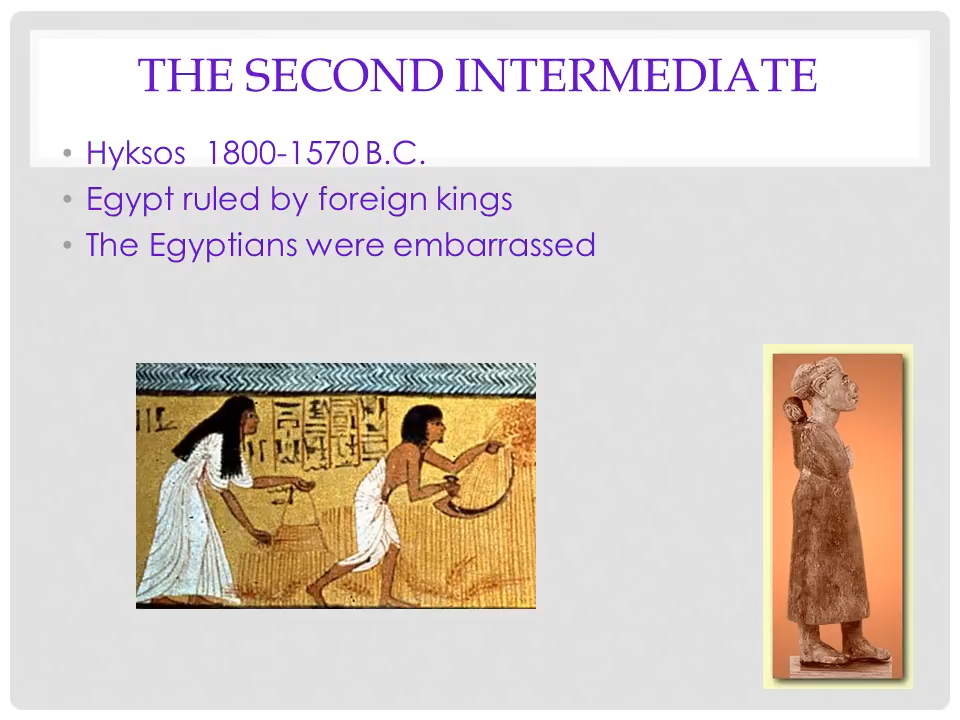 THE SECOND INTERMEDIATE
• Hyksos 1800-1570 B.C.
• Egypt ruled by foreign kings
• The Egyptians were embarrassed